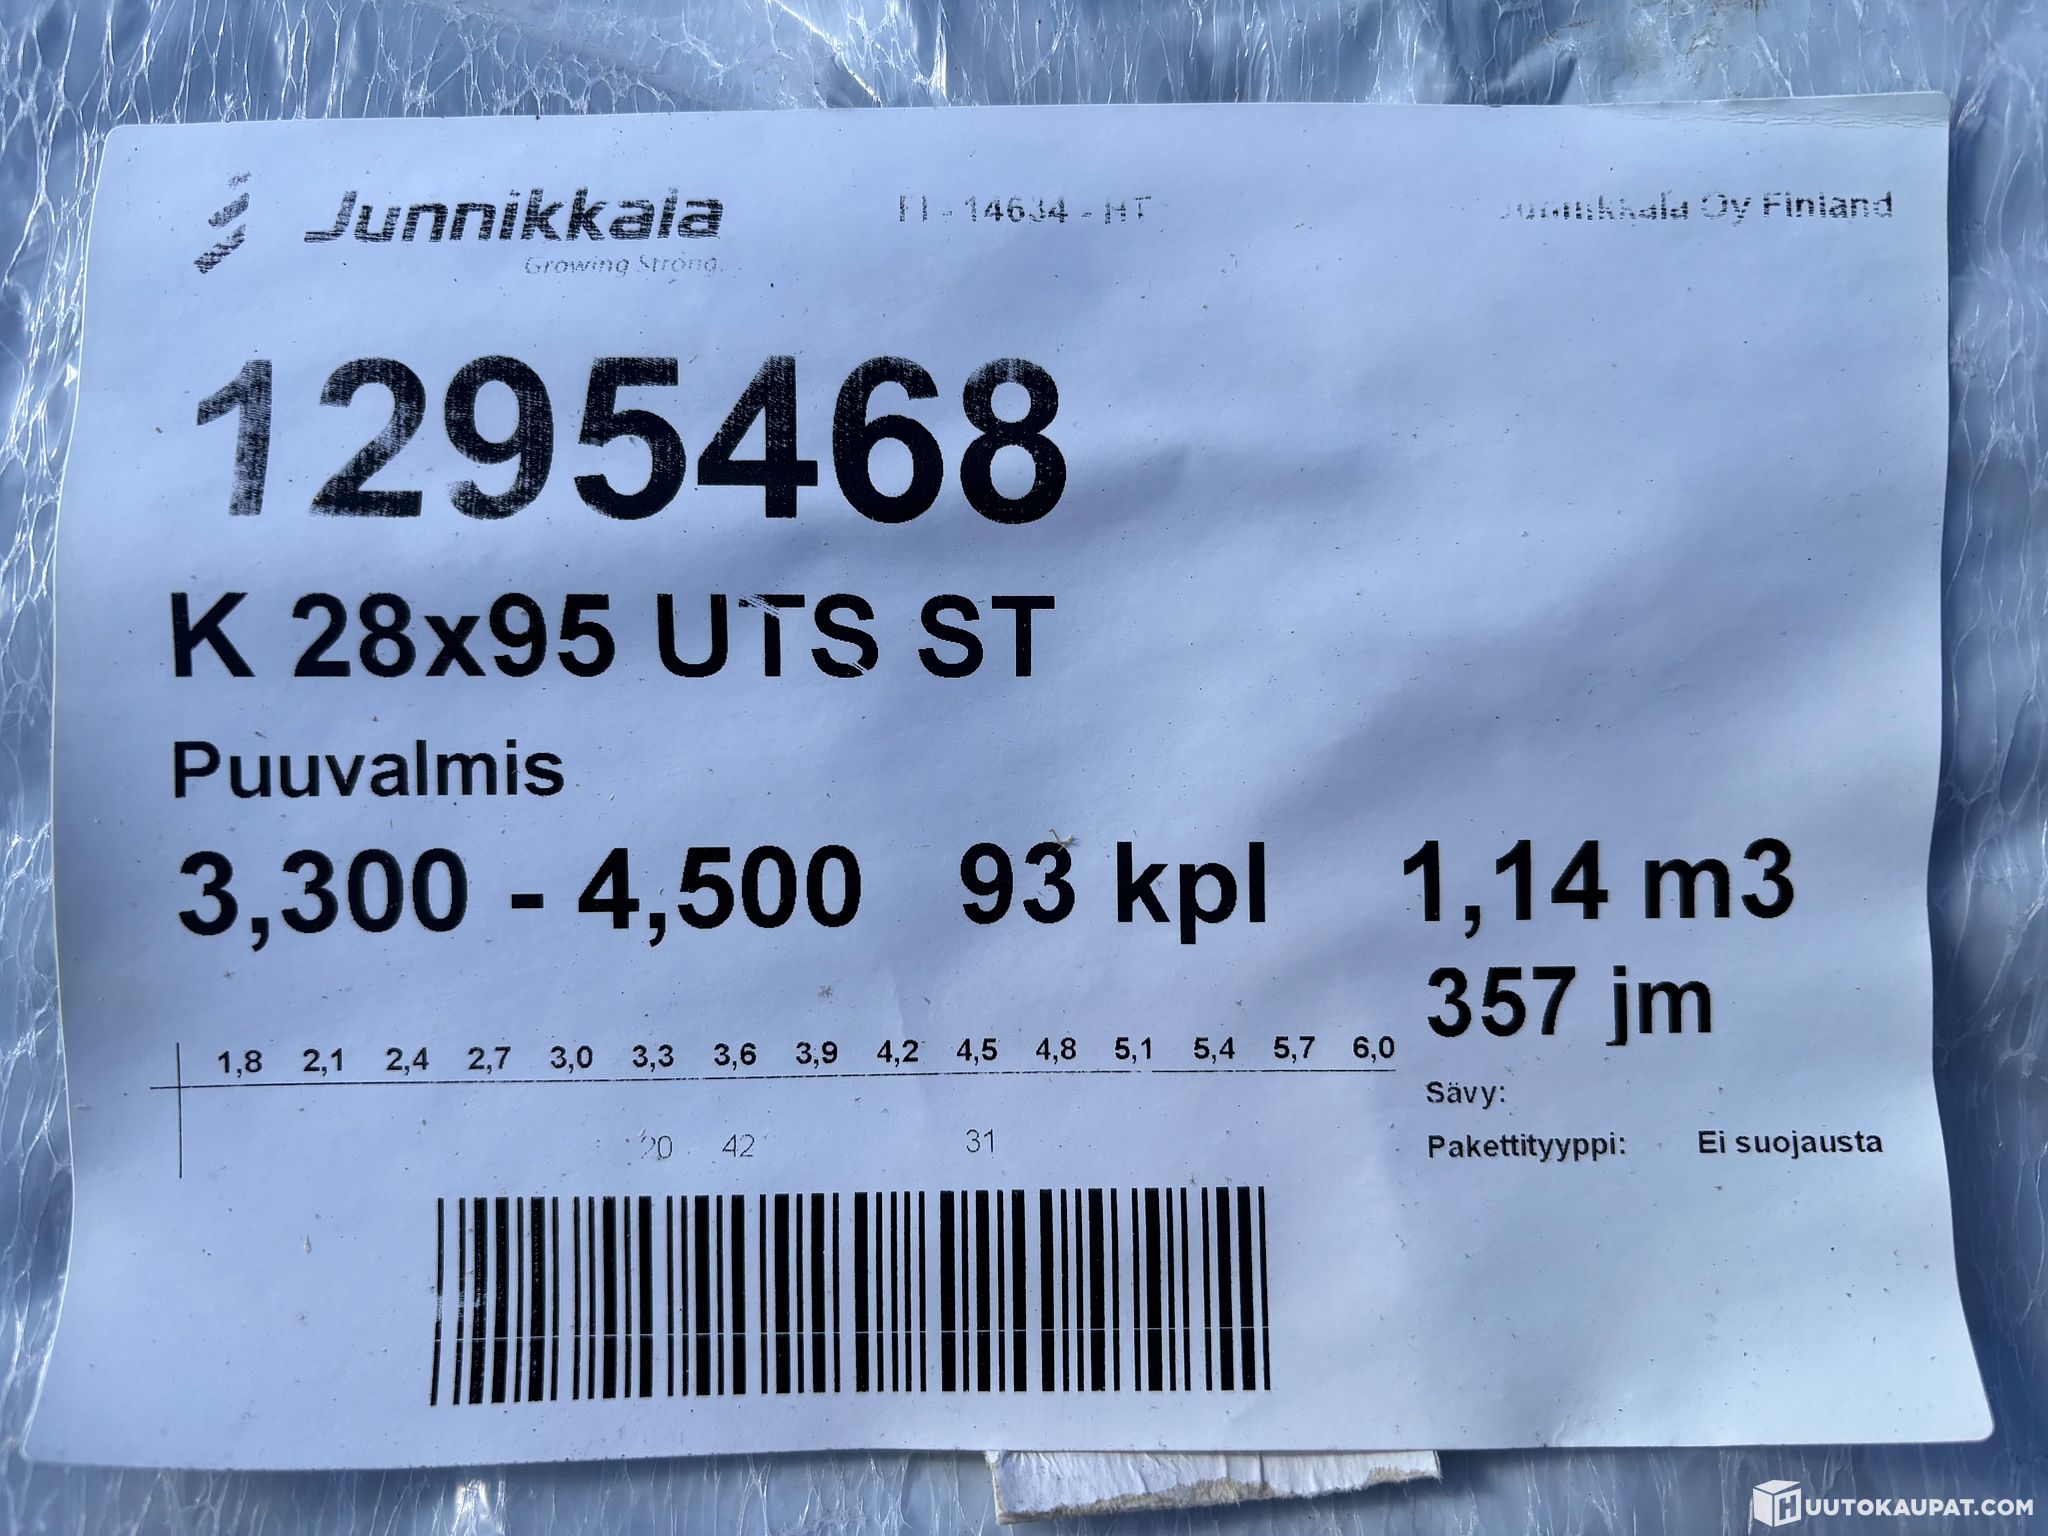 Junnikkala FI - 14634 - HT Junnikkala Oy Finland
Growing Strong.
1295468
K 28x95 UTS ST
Puuvalmis
3,300 - 4,500 93 kpl 1,14 m3
357 jm
1,8 2,1 2,4 2,7 3,0 3,3 3,6 3,9 4,2 4,5 4,8 5,1 5,4 5,7 6,0
Sävy:
20 42 31
Pakettityyppi: Ei suojausta
HUUTOKAUPAT.COM